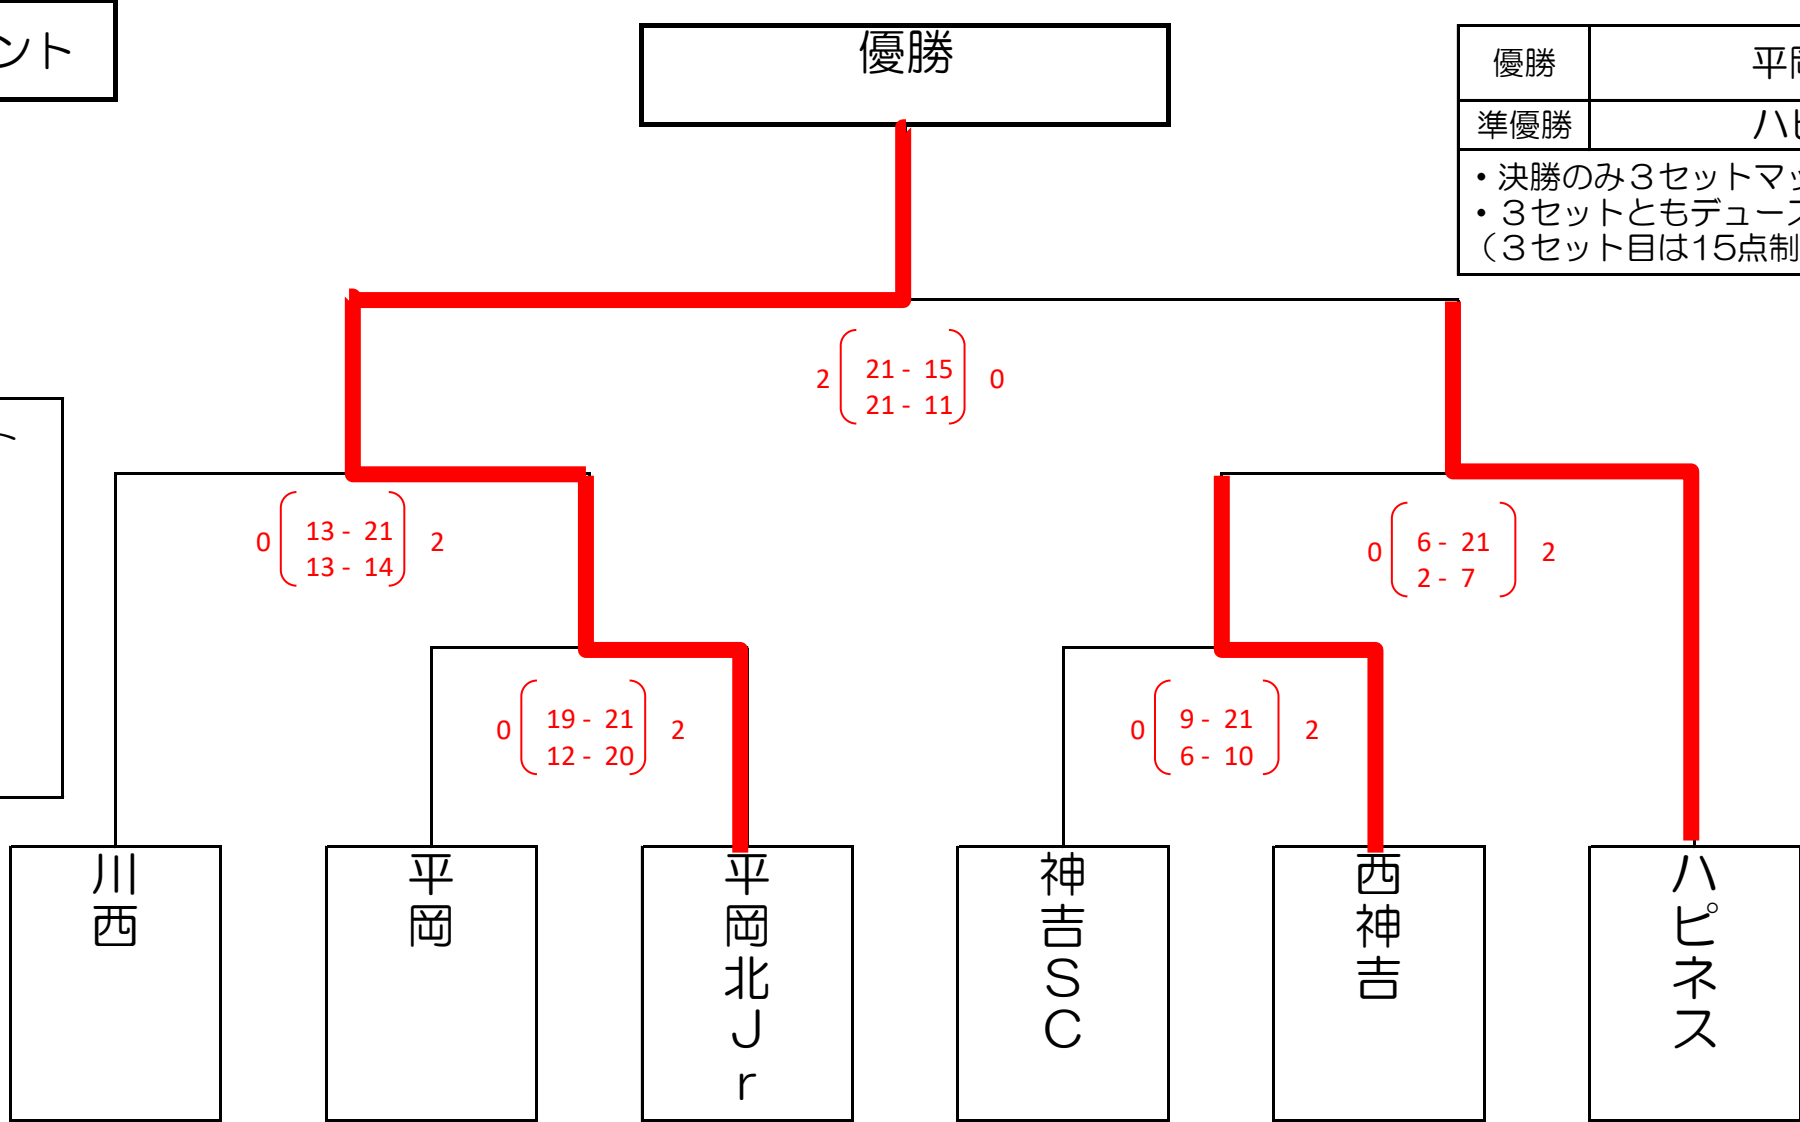 ント
優勝
優勝 平岡
準優勝 ハピ
・決勝のみ３セットマッ
・３セットともデュース
（３セット目は15点制
2 21 - 15 0
21 - 11
0 13 - 21 2
13 - 14
0 6 - 21 2
2 - 7
0 19 - 21 2
12 - 20
0 9 - 21 2
6 - 10
川西
平岡
平岡北Ｊｒ
神吉ＳＣ
西神吉
ハピネス